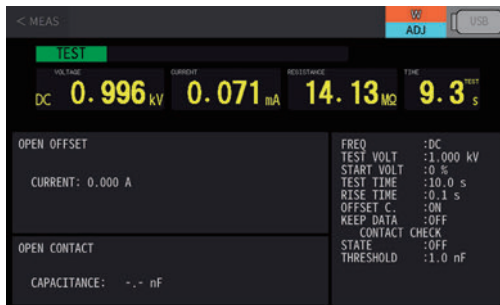 < MEAS
W
ADJ
USB
TEST
VOLTAGE
CURRENT
RESISTANCE
TIME
DC 0.996 kV 0.071 mA 14.13 MΩ 9.3 TEST s
OPEN OFFSET
CURRENT: 0.000 A
OPEN CONTACT
CAPACITANCE: -.- nF
FREQ :DC
TEST VOLT :1.000 kV
START VOLT :0 %
TEST TIME :10.0 s
RISE TIME :0.1 s
OFFSET C. :ON
KEEP DATA :OFF
CONTACT CHECK
STATE :OFF
THRESHOLD :1.0 nF